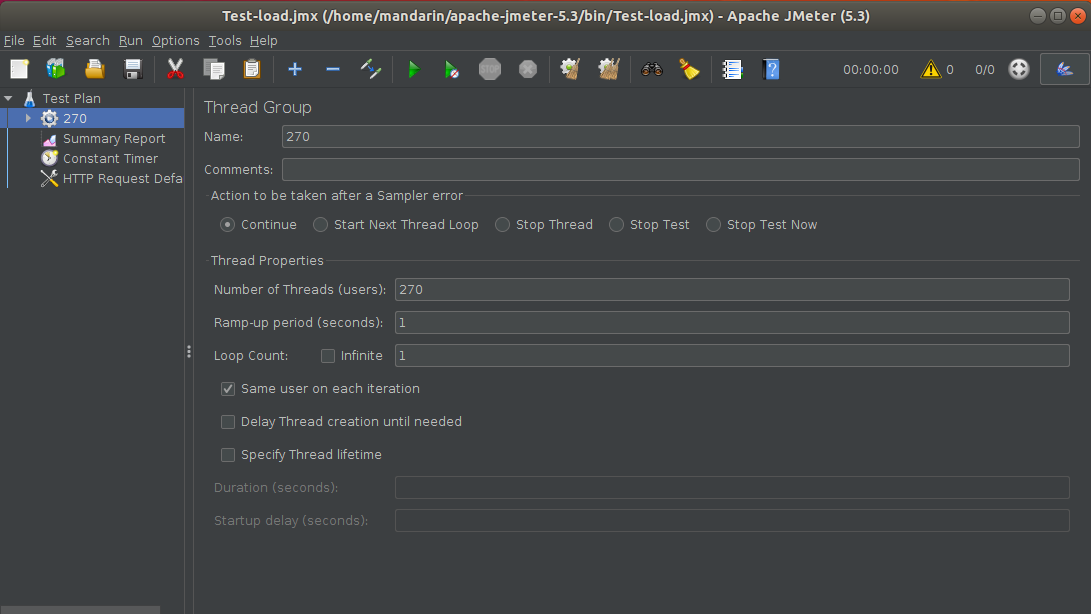 Test-load.jmx (/home/mandarin/apache-jmeter-5.3/bin/Test-load.jmx) - Apache JMeter (5.3)
File Edit Search Run Options Tools Help
STOP 00:00:00 0 0/0 ?
Test Plan
270
Summary Report
Constant Timer
HTTP Request Defa
Thread Group
Name: 270
Comments:
Action to be taken after a Sampler error
Continue Start Next Thread Loop Stop Thread Stop Test Stop Test Now
Thread Properties
Number of Threads (users): 270
Ramp-up period (seconds): 1
Loop Count: Infinite 1
Same user on each iteration
Delay Thread creation until needed
Specify Thread lifetime
Duration (seconds):
Startup delay (seconds):